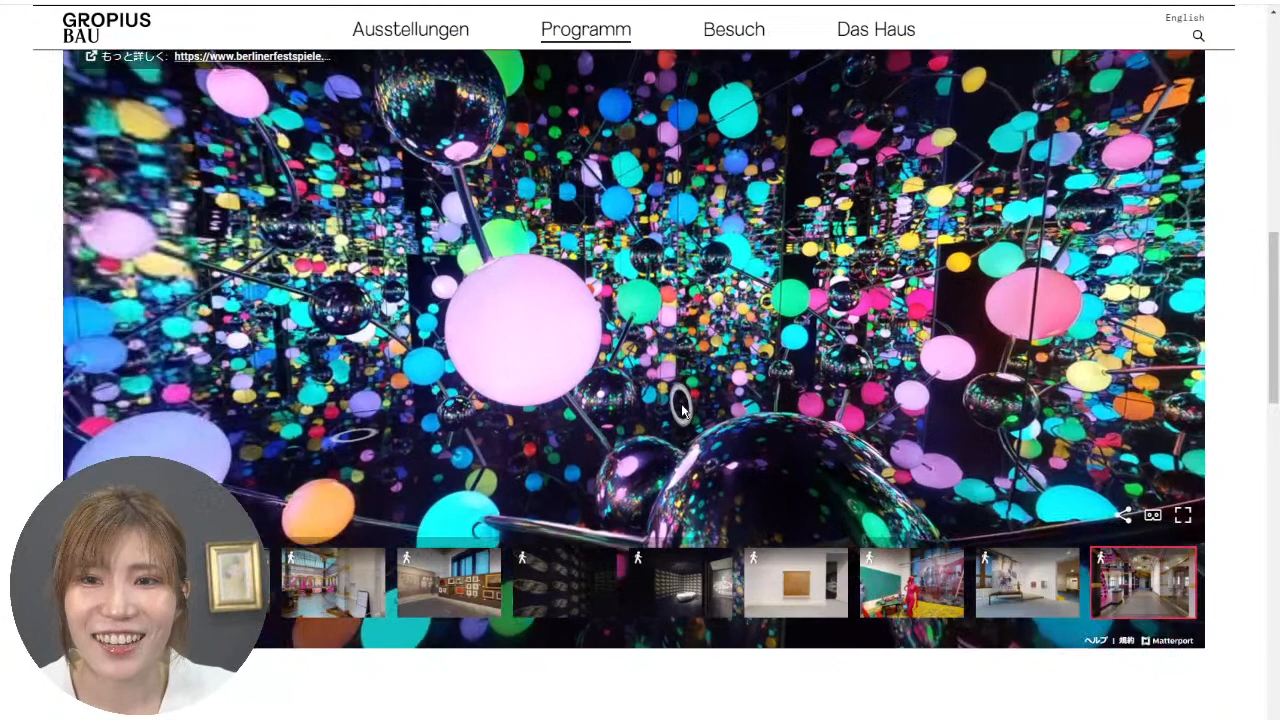 GROPIUS
BAU
Ausstellungen
Programm
Besuch
Das Haus
English
もっと詳しく: https://www.berlinerfestspiele....
ヘルプ | 規約 Matterport